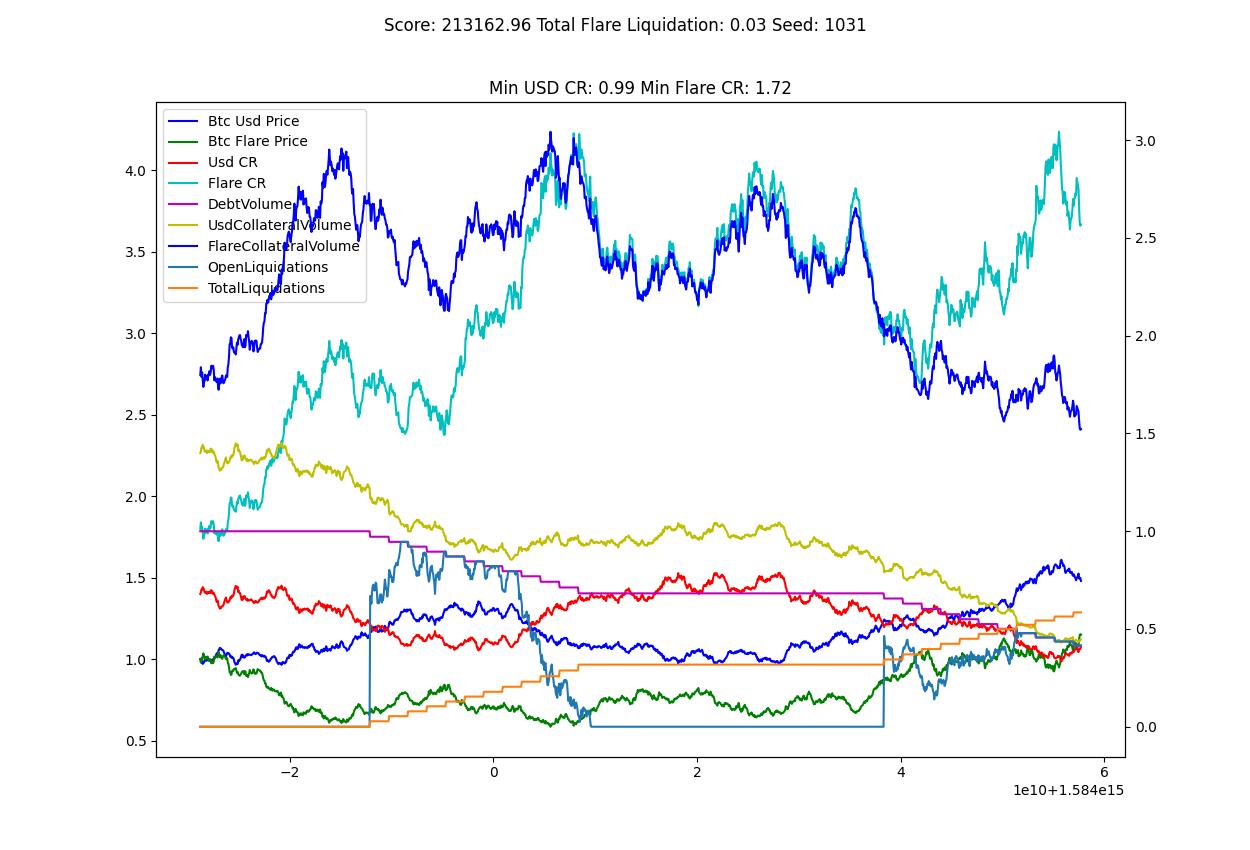 Score: 213162.96 Total Flare Liquidation: 0.03 Seed: 1031
Min USD CR: 0.99 Min Flare CR: 1.72
Btc Usd Price
Btc Flare Price
Usd CR
Flare CR
DebtVolume
UsdCollateralVolume
FlareCollateralVolume
OpenLiquidations
TotalLiquidations
4.0
3.5
3.0
2.5
2.0
1.5
1.0
0.5
3.0
2.5
2.0
1.5
1.0
0.5
0.0
−2 0 2 4 6
1e10+1.584e15